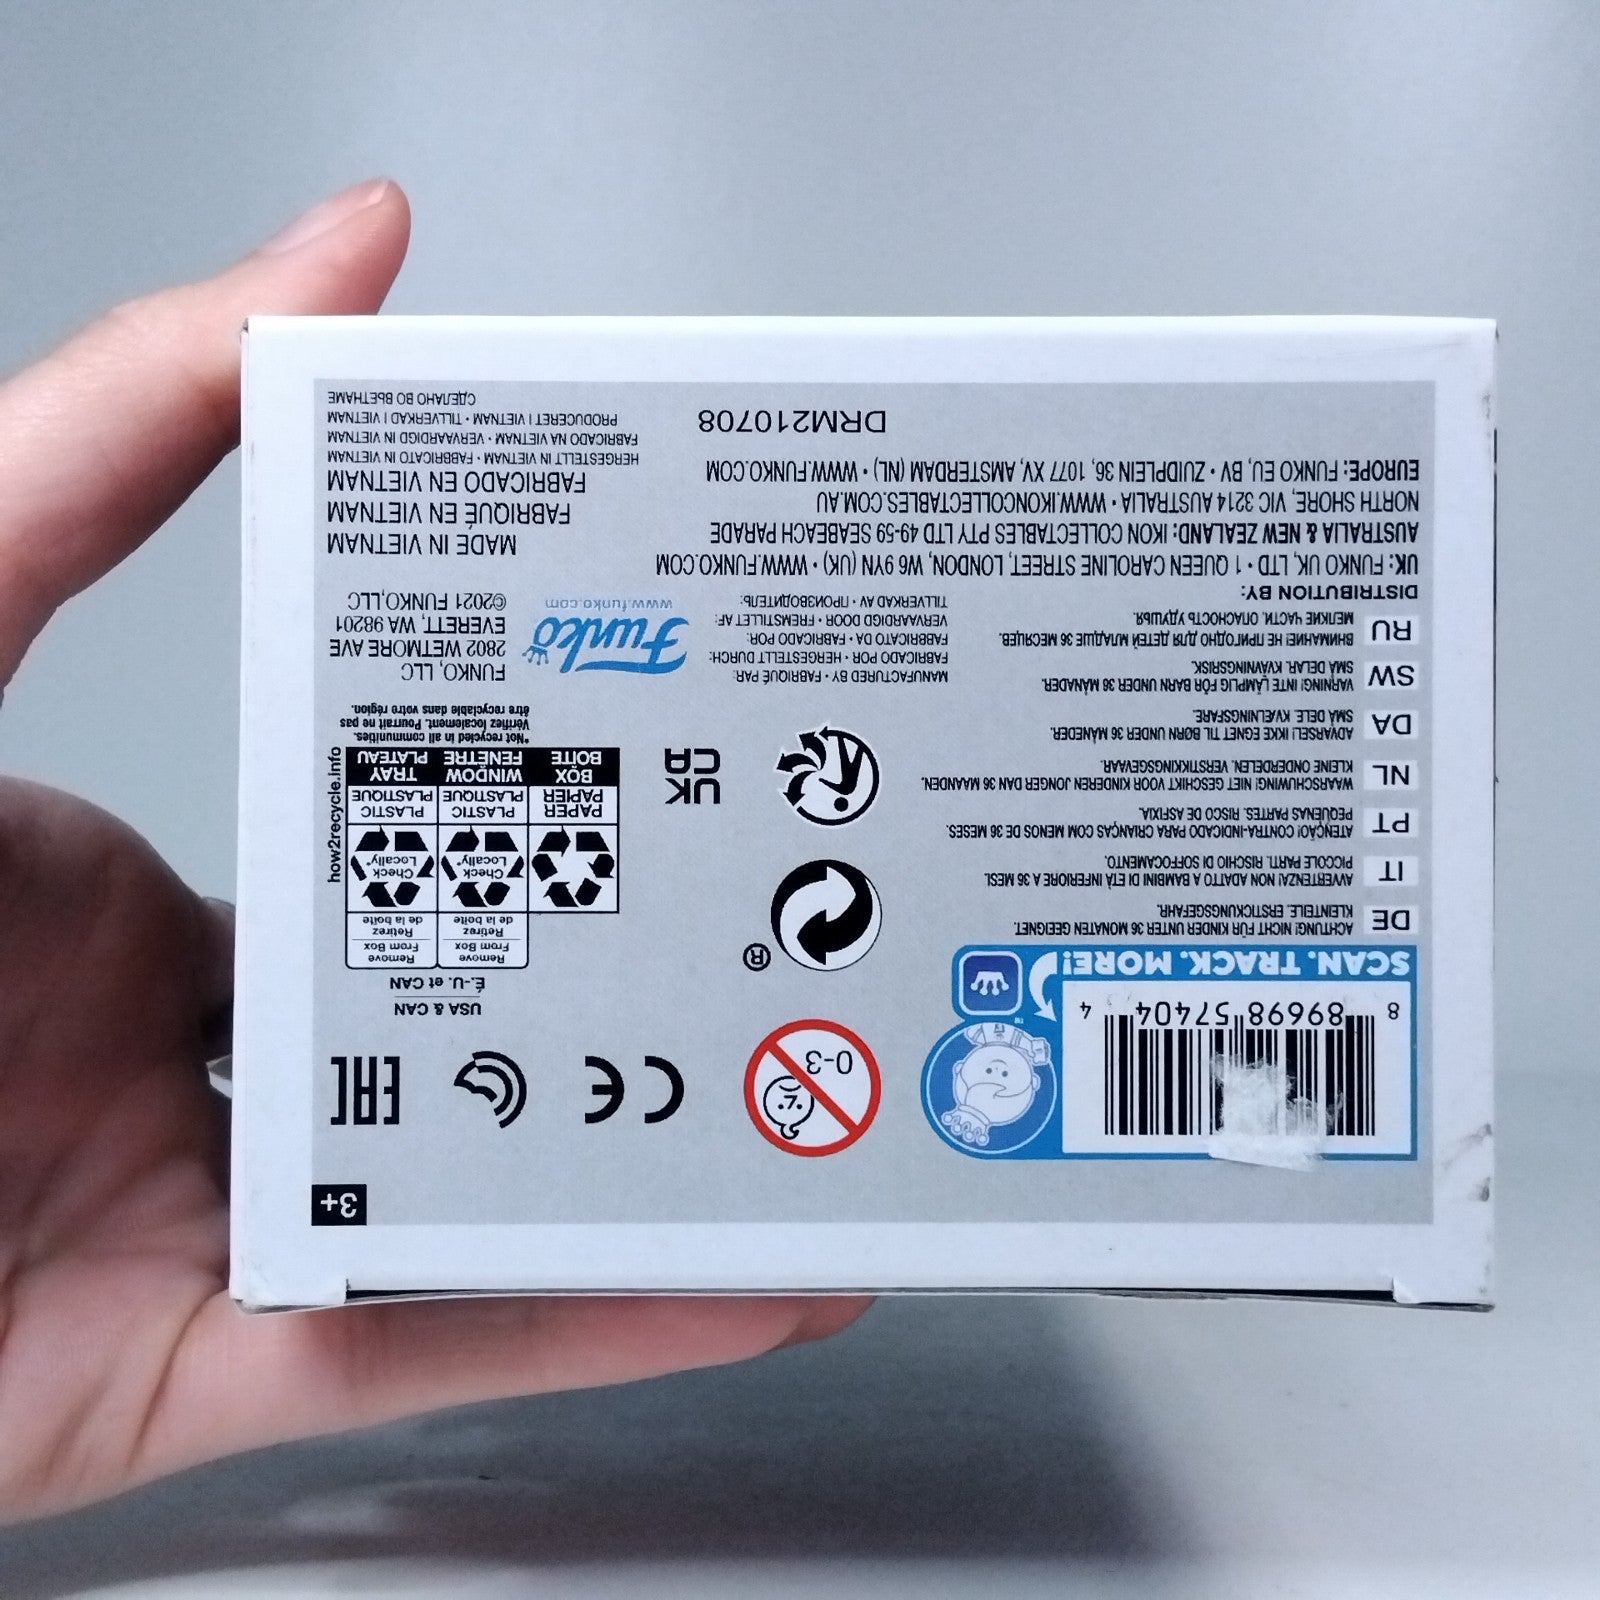 3+
8 89698 57404 4
SCAN. TRACK. MORE!
™
0-3
CE
EAC
USA & CAN
É.-U. et CAN
Remove
From Box
Retirez
de la boîte
Remove
From Box
Retirez
de la boîte
Check
Locally*
Check
Locally*
PAPER
PAPIER
PLASTIC
PLASTIQUE
PLASTIC
PLASTIQUE
BOX
BOÎTE
WINDOW
FENÊTRE
TRAY
PLATEAU
how2recycle.info
*Not recycled in all communities.
Vérifiez localement. Pourrait ne pas
être recyclable dans votre région.
®
UK
CA
DE
ACHTUNG! NICHT FÜR KINDER UNTER 36 MONATEN GEEIGNET.
KLEINTEILE. ERSTICKUNGSGEFAHR.
IT
AVVERTENZA! NON ADATTO A BAMBINI DI ETÀ INFERIORE A 36 MESI.
PICCOLE PARTI. RISCHIO DI SOFFOCAMENTO.
PT
ATENÇÃO! CONTRA-INDICADO PARA CRIANÇAS COM MENOS DE 36 MESES.
PEQUENAS PARTES. RISCO DE ASFIXIA.
NL
WAARSCHUWING! NIET GESCHIKT VOOR KINDEREN JONGER DAN 36 MAANDEN.
KLEINE ONDERDELEN. VERSTIKKINGSGEVAAR.
DA
ADVARSEL! IKKE EGNET TIL BØRN UNDER 36 MÅNEDER.
SMÅ DELE. KVÆLNINGSFARE.
SW
VARNING! INTE LÄMPLIG FÖR BARN UNDER 36 MÅNADER.
SMÅ DELAR. KVÄVNINGSRISK.
RU
ВНИМАНИЕ! НЕ ПРИГОДНО ДЛЯ ДЕТЕЙ МЛАДШЕ 36 МЕСЯЦЕВ.
МЕЛКИЕ ЧАСТИ. ОПАСНОСТЬ УДУШЬЯ.
MANUFACTURED BY • FABRIQUÉ PAR:
FABRICADO POR • HERGESTELLT DURCH:
FABBRICATO DA • FABRICADO POR:
VERVAARDIGD DOOR • FREMSTILLET AF:
TILLVERKAD AV • ПРОИЗВОДИТЕЛЬ:
Funko
www.funko.com
FUNKO, LLC
2802 WETMORE AVE
EVERETT, WA 98201
©2021 FUNKO,LLC
DISTRIBUTION BY:
UK: FUNKO UK, LTD • 1 QUEEN CAROLINE STREET, LONDON, W6 9YN (UK) • WWW.FUNKO.COM
AUSTRALIA & NEW ZEALAND: IKON COLLECTABLES PTY LTD 49-59 SEABEACH PARADE
NORTH SHORE, VIC 3214 AUSTRALIA • WWW.IKONCOLLECTABLES.COM.AU
EUROPE: FUNKO EU, BV • ZUIDPLEIN 36, 1077 XV, AMSTERDAM (NL) • WWW.FUNKO.COM
DRM210708
MADE IN VIETNAM
FABRIQUÉ EN VIETNAM
FABRICADO EN VIETNAM
HERGESTELLT IN VIETNAM • FABBRICATO IN VIETNAM
FABRICADO NA VIETNAM • VERVAARDIGD IN VIETNAM
PRODUCERET I VIETNAM • TILLVERKAD I VIETNAM
СДЕЛАНО ВО ВЬЕТНАМЕ